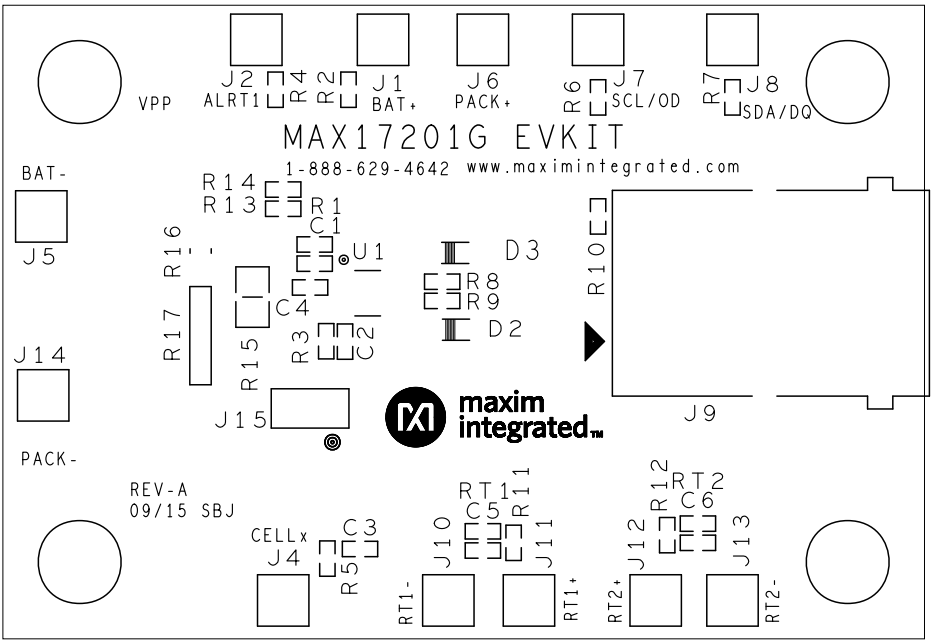 J2
R4
R2
J1
J6
R6
J7
R7
J8
VPP
ALRT1
BAT+
PACK+
SCL/OD
SDA/DQ
MAX17201G EVKIT
1-888-629-4642 www.maximintegrated.com
BAT-
J5
R14
R13
R1
C1
U1
D3
R10
R16
R8
R9
C4
R17
R3
C2
D2
R15
J14
J15
maxim
integrated™
J9
PACK-
REV-A
09/15 SBJ
CELLx
J4
R5
C3
RT1
C5
R11
J10
J11
RT1-
RT1+
R12
RT2
C6
J12
J13
RT2+
RT2-